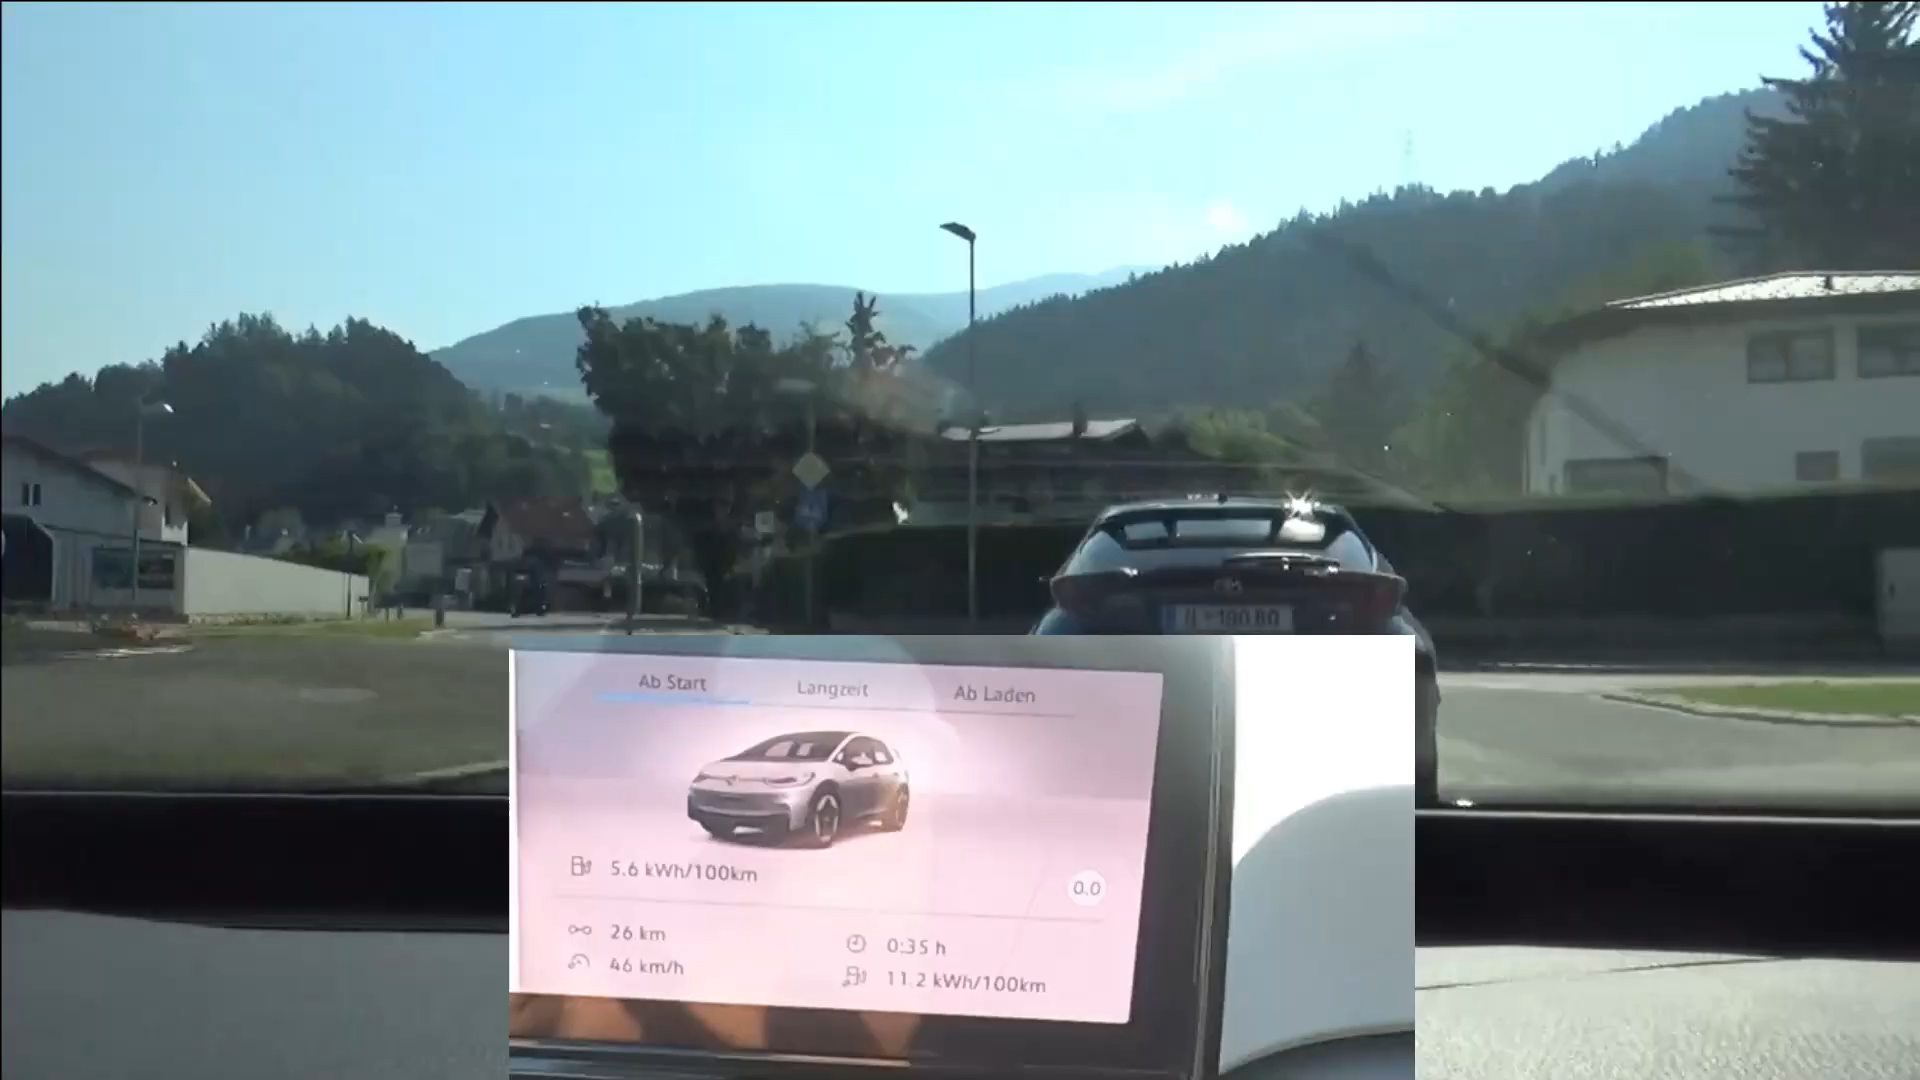 Ab Start Langzeit Ab Laden
5.6 kWh/100km
0.0
26 km 0:35 h
46 km/h 11.2 kWh/100km